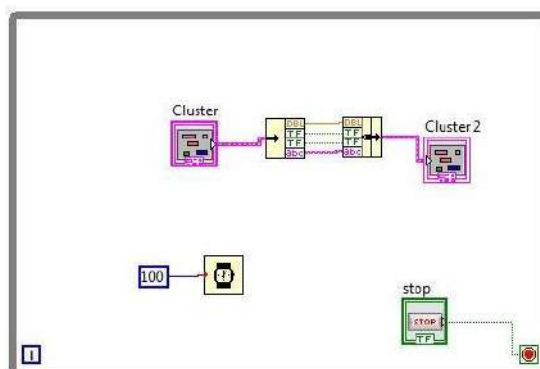 Cluster
DBL DBL
TF TF
TF TF
abc abc
Cluster 2
100
stop
STOP
TF
i